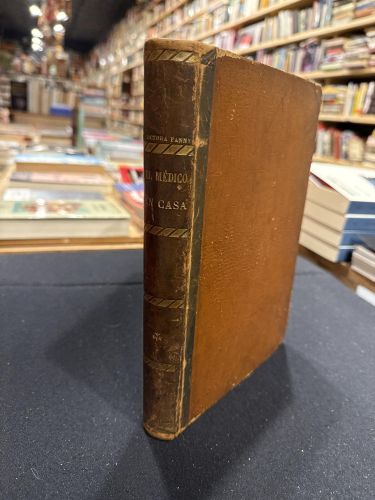 DOCTORA FANNY
EL MÉDICO
EN CASA